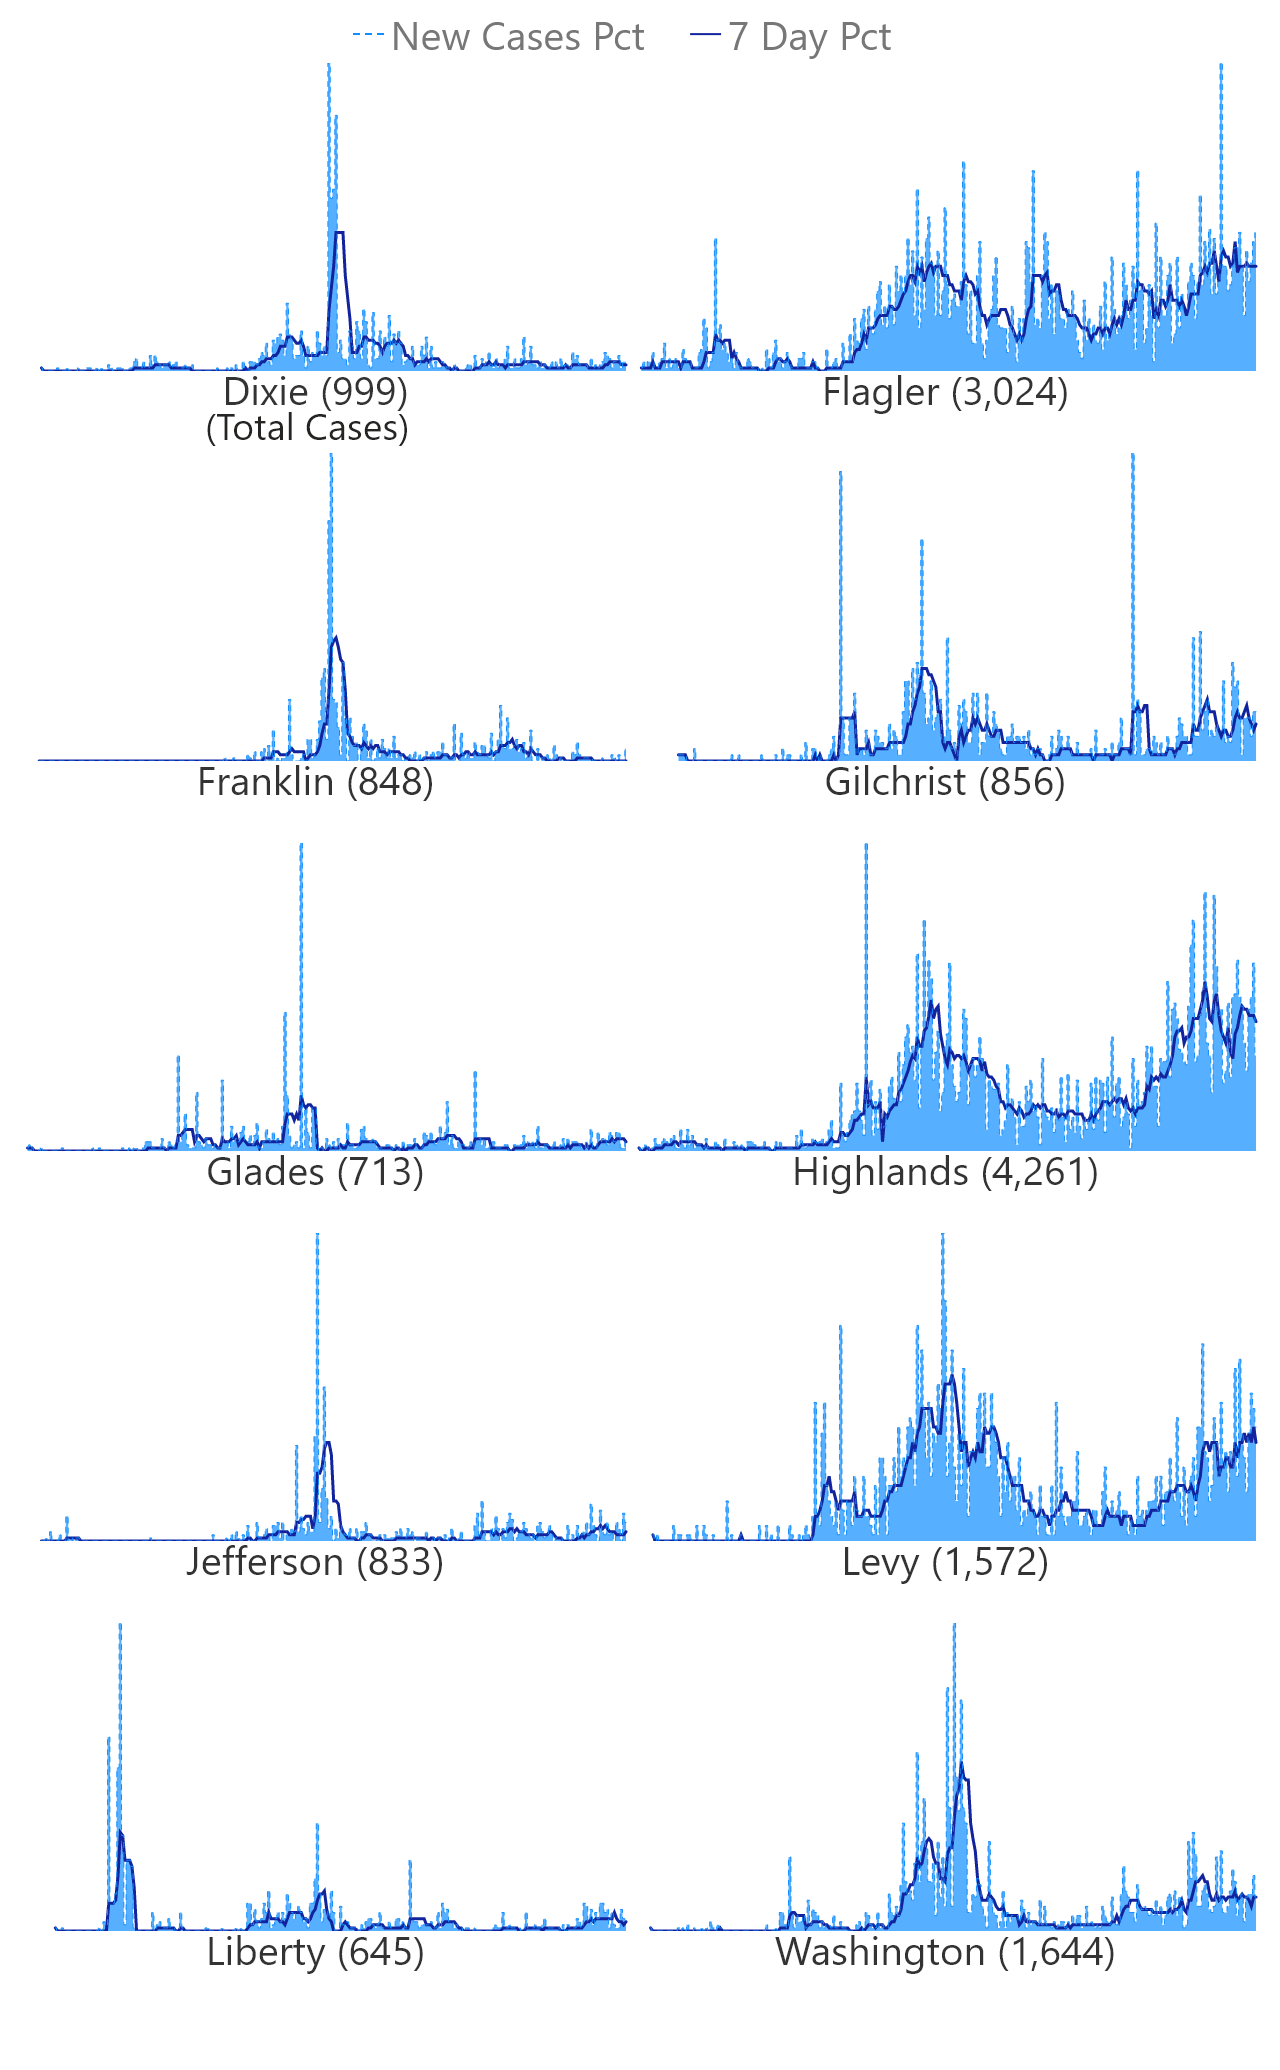 New Cases Pct 7 Day Pct
Dixie (999) Flagler (3,024)
(Total Cases)
Franklin (848) Gilchrist (856)
Glades (713) Highlands (4,261)
Jefferson (833) Levy (1,572)
Liberty (645) Washington (1,644)